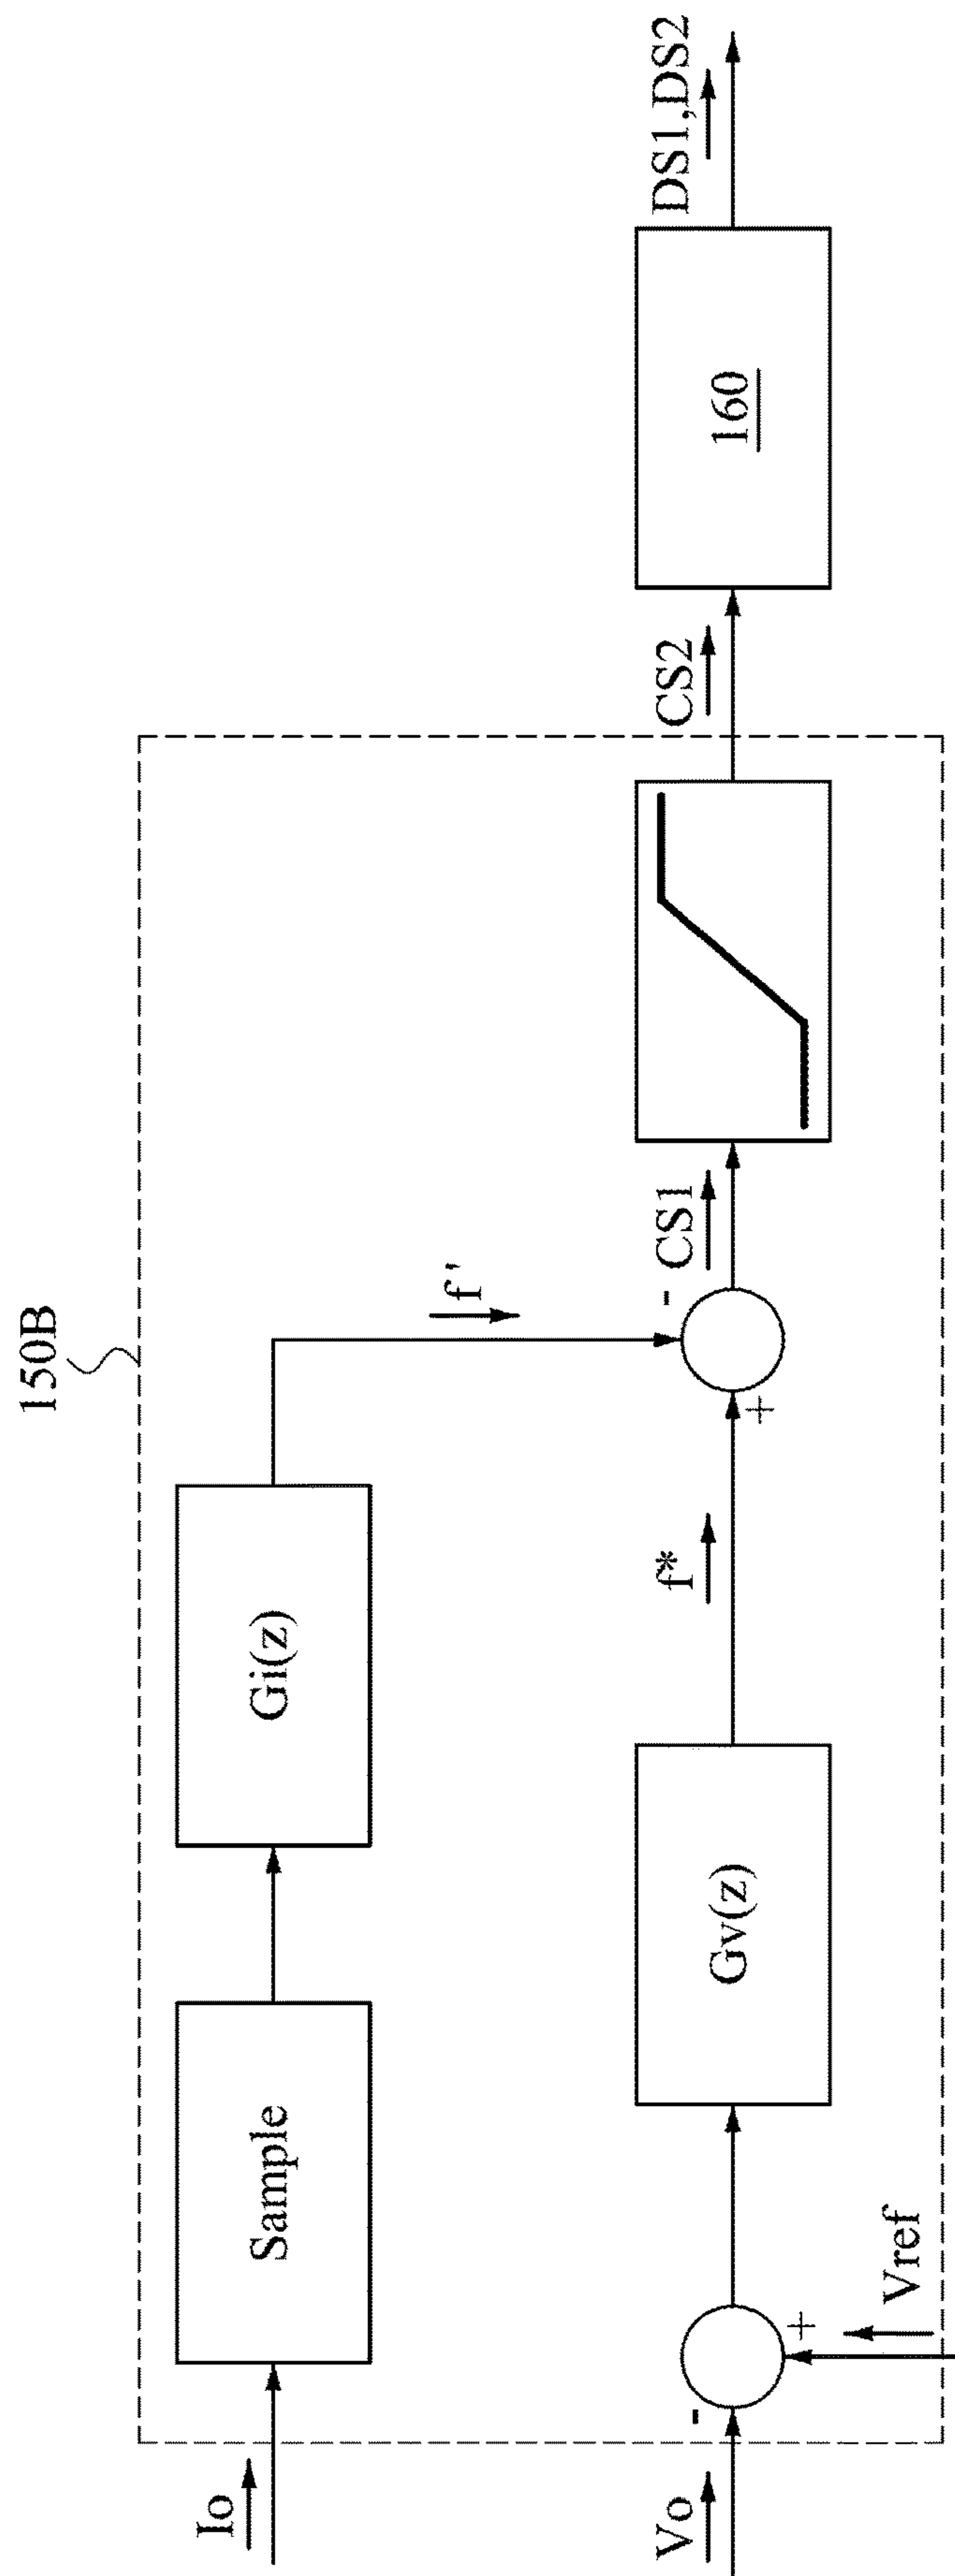 150B
Io
Sample
Gi(z)
f'
Vo
-
+
Vref
Gv(z)
f*
+
-
CS1
CS2
160
DS1,DS2